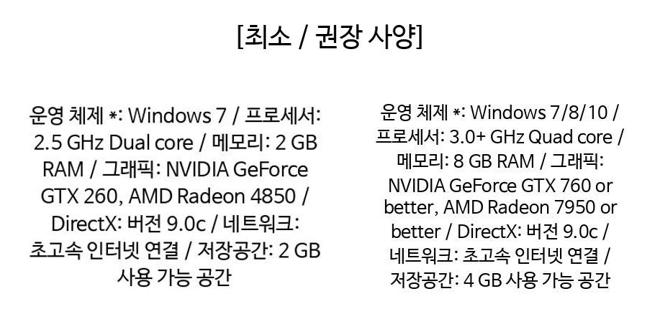 [최소 / 권장 사양]
운영 체제 *: Windows 7 / 프로세서:
2.5 GHz Dual core / 메모리: 2 GB
RAM / 그래픽: NVIDIA GeForce
GTX 260, AMD Radeon 4850 /
DirectX: 버전 9.0c / 네트워크:
초고속 인터넷 연결 / 저장공간: 2 GB
사용 가능 공간
운영 체제 *: Windows 7/8/10 /
프로세서: 3.0+ GHz Quad core /
메모리: 8 GB RAM / 그래픽:
NVIDIA GeForce GTX 760 or
better, AMD Radeon 7950 or
better / DirectX: 버전 9.0c /
네트워크: 초고속 인터넷 연결 /
저장공간: 4 GB 사용 가능 공간